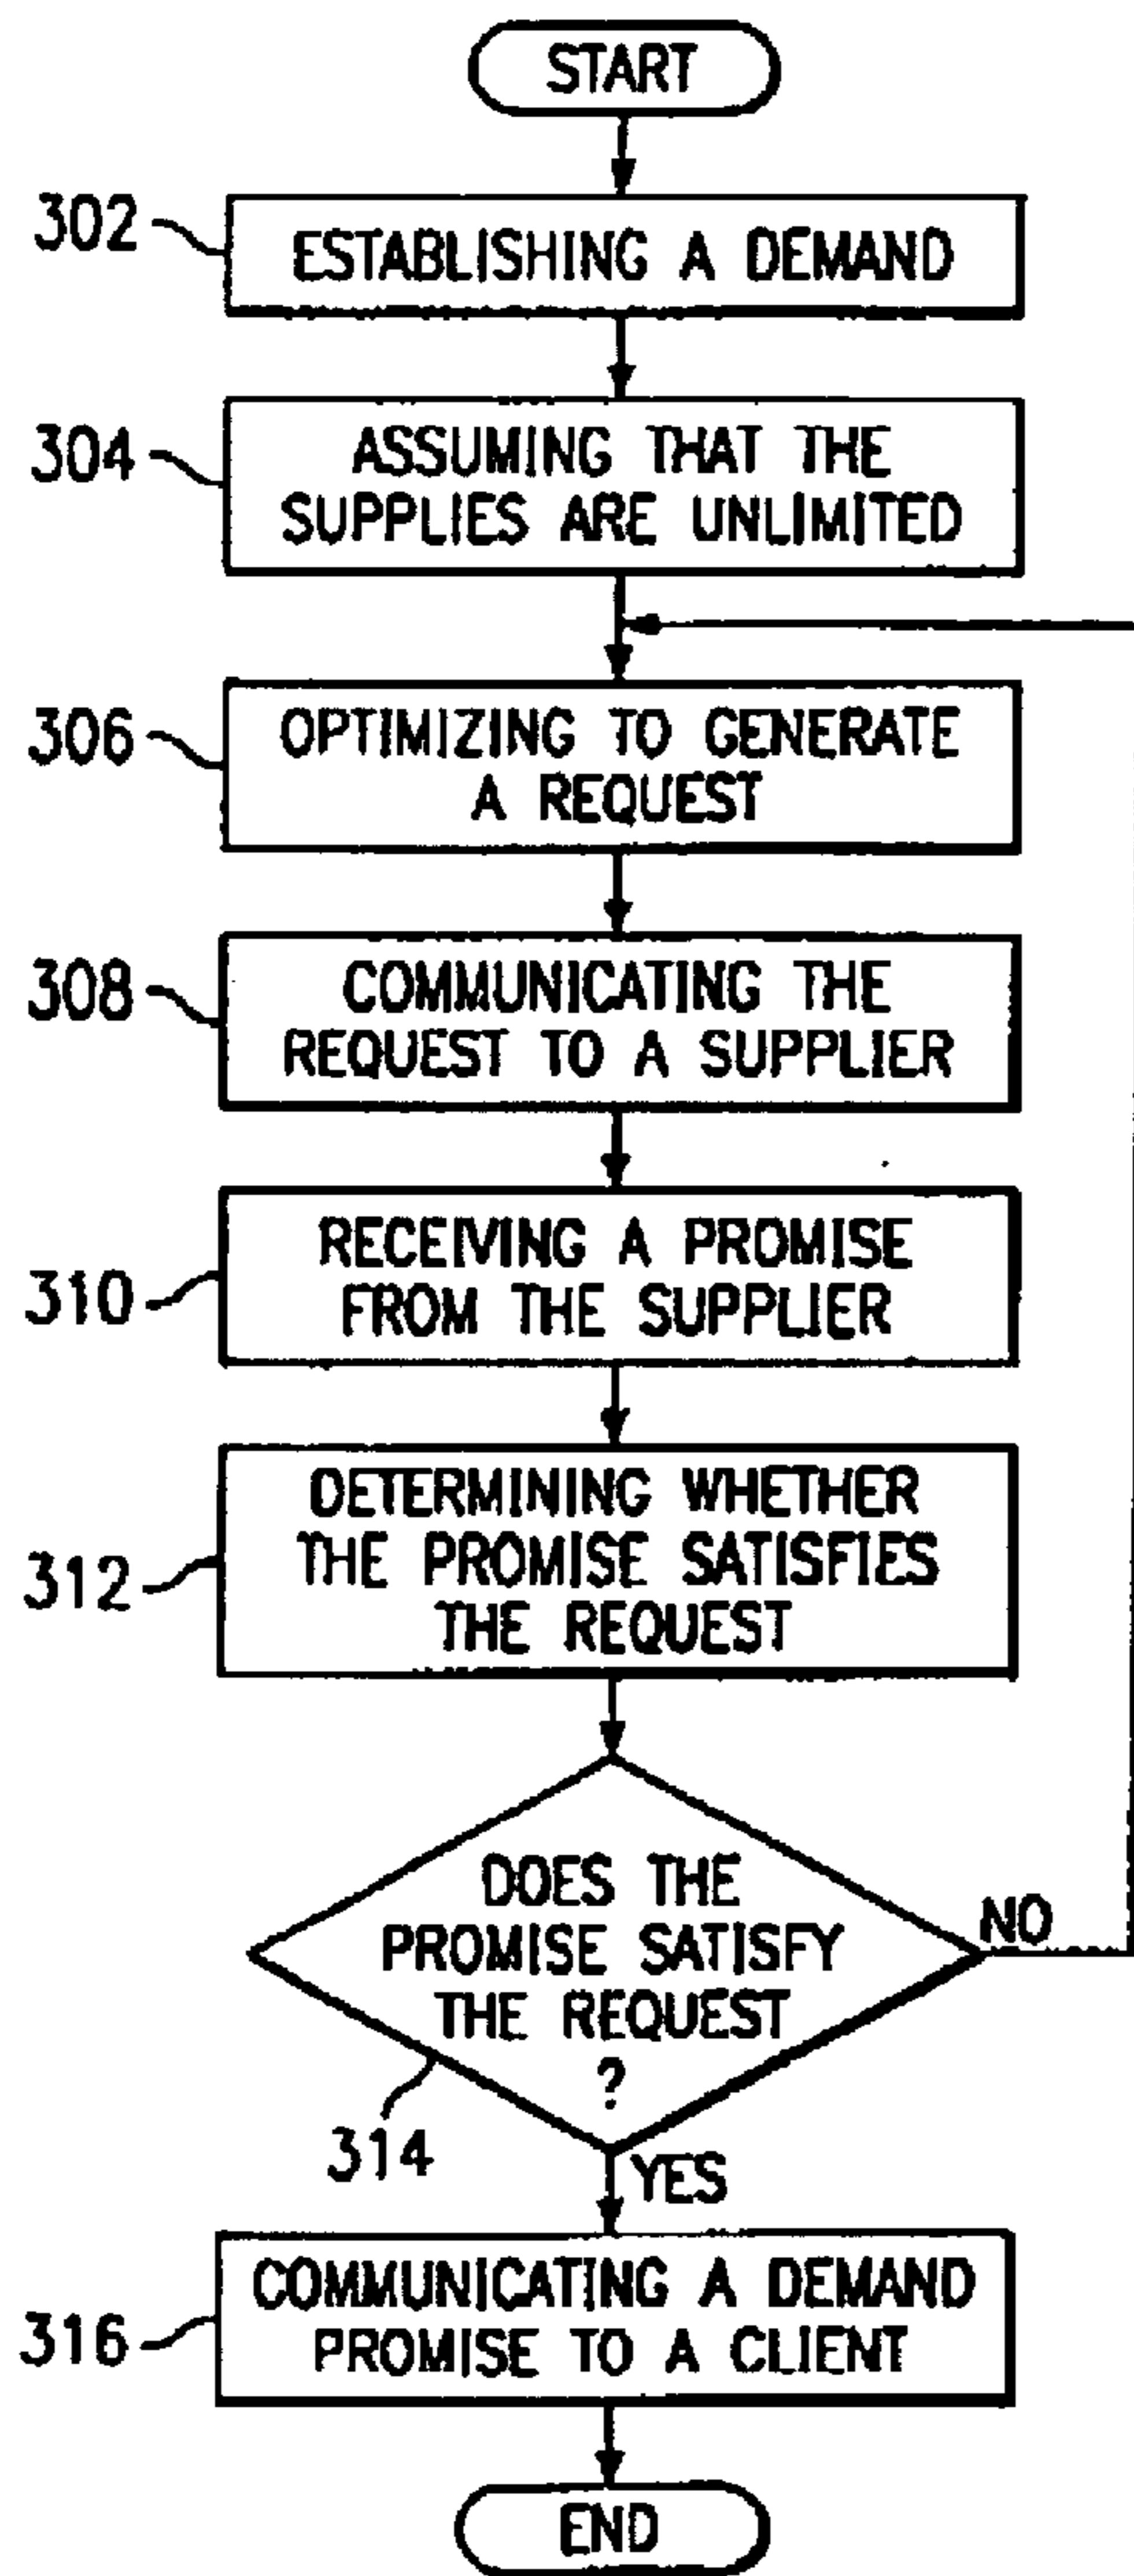 START
302
ESTABLISHING A DEMAND
304
ASSUMING THAT THE
SUPPLIES ARE UNLIMITED
306
OPTIMIZING TO GENERATE
A REQUEST
308
COMMUNICATING THE
REQUEST TO A SUPPLIER
310
RECEIVING A PROMISE
FROM THE SUPPLIER
312
DETERMINING WHETHER
THE PROMISE SATISFIES
THE REQUEST
DOES THE
PROMISE SATISFY
THE REQUEST
?
NO
314
YES
316
COMMUNICATING A DEMAND
PROMISE TO A CLIENT
END